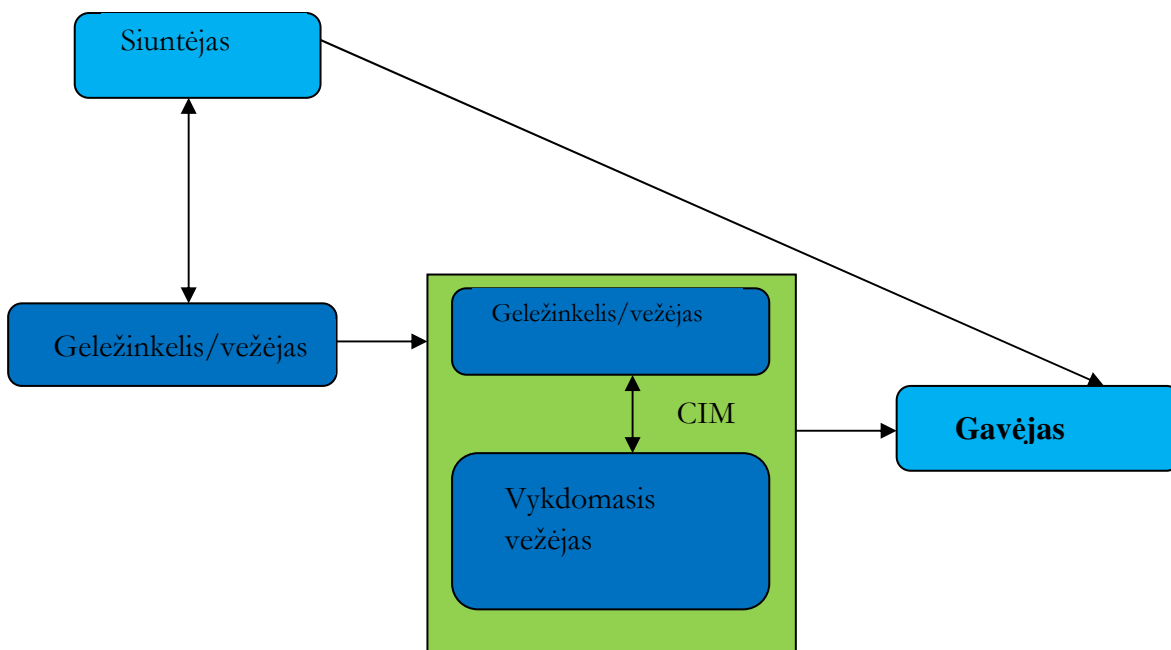 Siuntėjas
Geležinkelis/vežėjas
Geležinkelis/vežėjas
CIM
Vykdomasis
vežėjas
Gavėjas